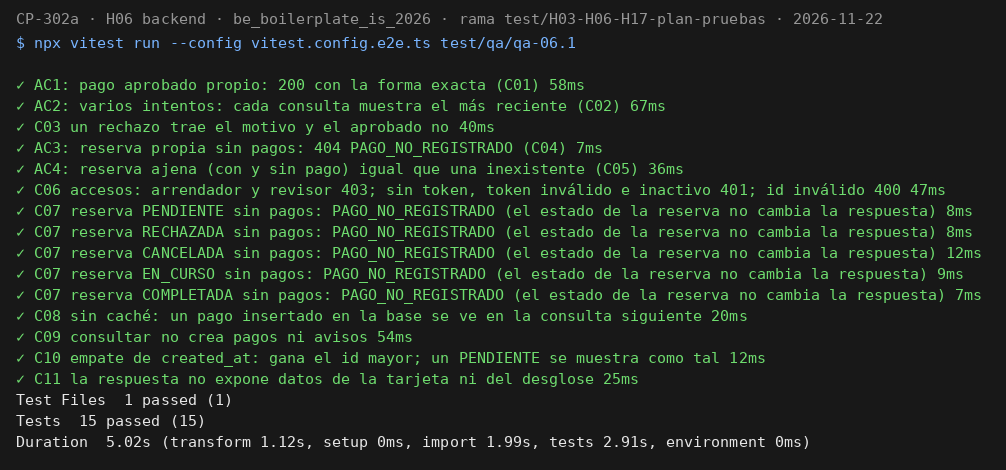 CP-302a · H06 backend · be_boilerplate_is_2026 · rama test/H03-H06-H17-plan-pruebas · 2026-11-22
$ npx vitest run --config vitest.config.e2e.ts test/qa/qa-06.1
✓ AC1: pago aprobado propio: 200 con la forma exacta (C01) 58ms
✓ AC2: varios intentos: cada consulta muestra el más reciente (C02) 67ms
✓ C03 un rechazo trae el motivo y el aprobado no 40ms
✓ AC3: reserva propia sin pagos: 404 PAGO_NO_REGISTRADO (C04) 7ms
✓ AC4: reserva ajena (con y sin pago) igual que una inexistente (C05) 36ms
✓ C06 accesos: arrendador y revisor 403; sin token, token inválido e inactivo 401; id inválido 400 47ms
✓ C07 reserva PENDIENTE sin pagos: PAGO_NO_REGISTRADO (el estado de la reserva no cambia la respuesta) 8ms
✓ C07 reserva RECHAZADA sin pagos: PAGO_NO_REGISTRADO (el estado de la reserva no cambia la respuesta) 8ms
✓ C07 reserva CANCELADA sin pagos: PAGO_NO_REGISTRADO (el estado de la reserva no cambia la respuesta) 12ms
✓ C07 reserva EN_CURSO sin pagos: PAGO_NO_REGISTRADO (el estado de la reserva no cambia la respuesta) 9ms
✓ C07 reserva COMPLETADA sin pagos: PAGO_NO_REGISTRADO (el estado de la reserva no cambia la respuesta) 7ms
✓ C08 sin caché: un pago insertado en la base se ve en la consulta siguiente 20ms
✓ C09 consultar no crea pagos ni avisos 54ms
✓ C10 empate de created_at: gana el id mayor; un PENDIENTE se muestra como tal 12ms
✓ C11 la respuesta no expone datos de la tarjeta ni del desglose 25ms
Test Files  1 passed (1)
Tests  15 passed (15)
Duration  5.02s (transform 1.12s, setup 0ms, import 1.99s, tests 2.91s, environment 0ms)